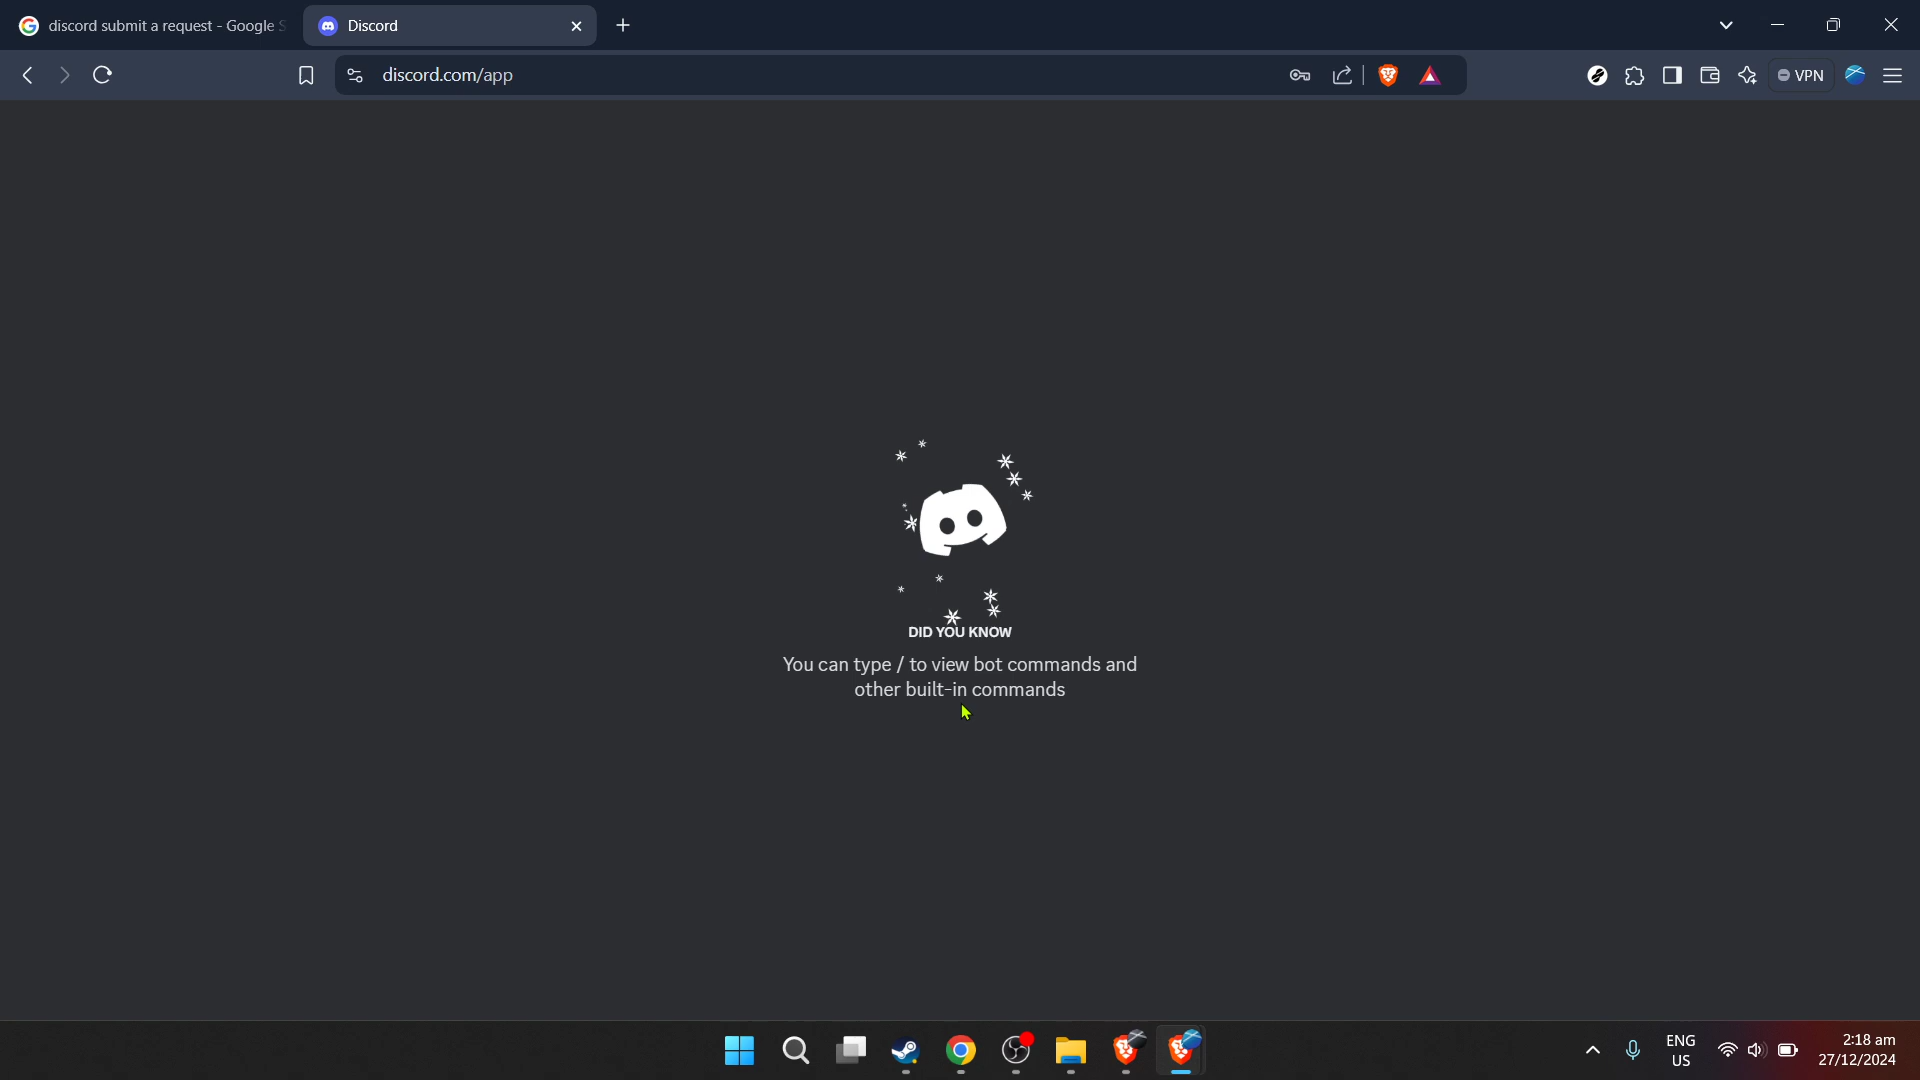 discord submit a request - Google S
Discord
discord.com/app
VPN
DID YOU KNOW
You can type / to view bot commands and
other built-in commands
ENG
US
2:18 am
27/12/2024